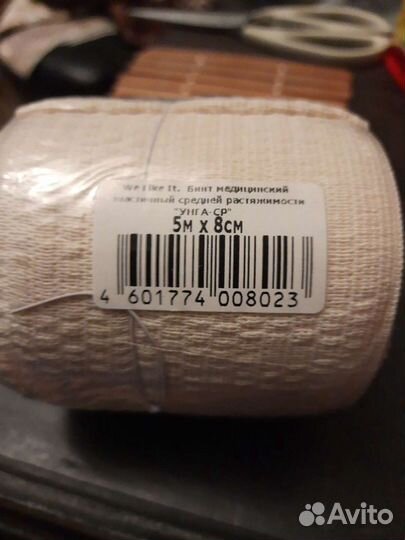 We like It. Бинт медицинский
эластичный средней растяжимости
"УНГА-СР"
5м х 8см
4 601774 008023
Avito